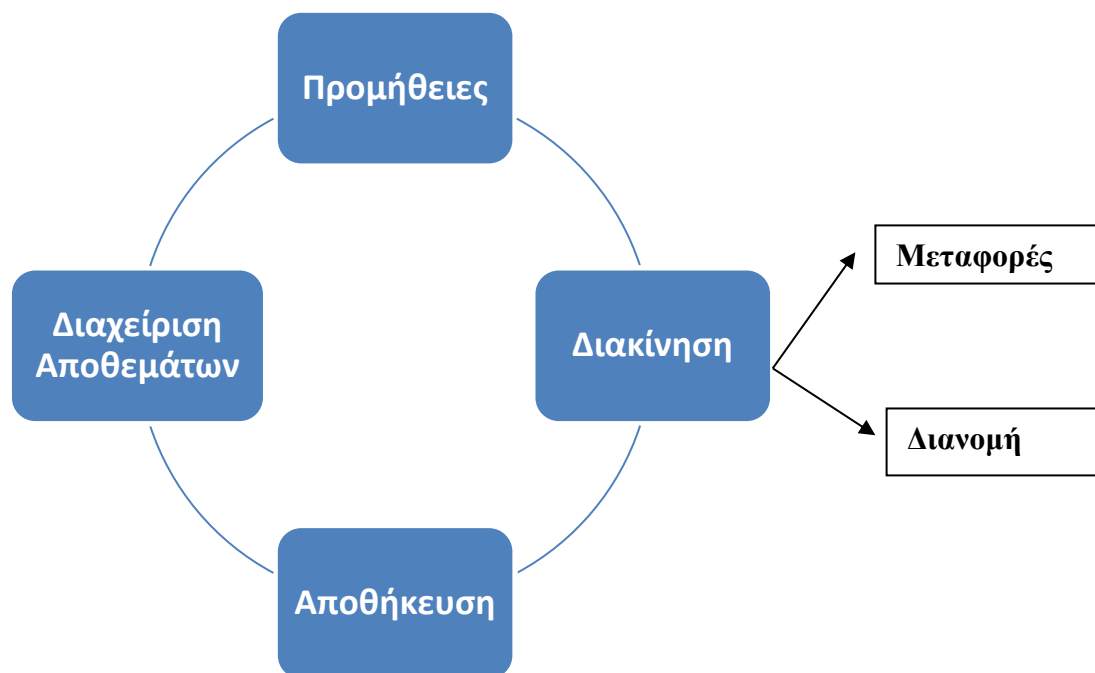 Προμήθειες
Μεταφορές
Διαχείριση
Αποθεμάτων
Διακίνηση
Διανομή
Αποθήκευση